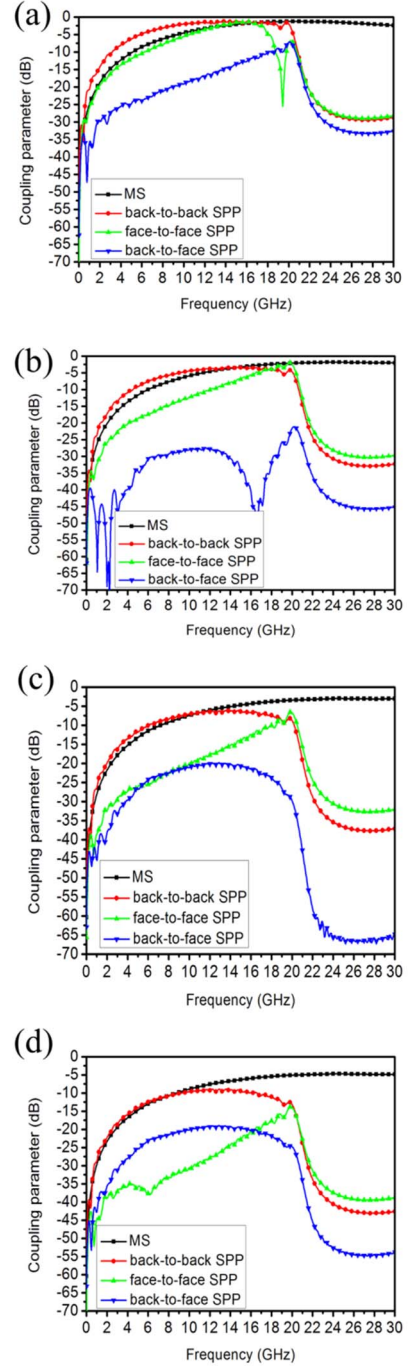 (a)
Coupling parameter (dB)
0
-5
-10
-15
-20
-25
-30
-35
-40
-45
-50
-55
-60
-65
-70
MS
back-to-back SPP
face-to-face SPP
back-to-face SPP
0 2 4 6 8 10 12 14 16 18 20 22 24 26 28 30
Frequency (GHz)
(b)
Coupling parameter (dB)
0
-5
-10
-15
-20
-25
-30
-35
-40
-45
-50
-55
-60
-65
-70
MS
back-to-back SPP
face-to-face SPP
back-to-face SPP
0 2 4 6 8 10 12 14 16 18 20 22 24 26 28 30
Frequency (GHz)
(c)
Coupling parameter (dB)
0
-5
-10
-15
-20
-25
-30
-35
-40
-45
-50
-55
-60
-65
-70
MS
back-to-back SPP
face-to-face SPP
back-to-face SPP
0 2 4 6 8 10 12 14 16 18 20 22 24 26 28 30
Frequency (GHz)
(d)
Coupling parameter (dB)
0
-5
-10
-15
-20
-25
-30
-35
-40
-45
-50
-55
-60
-65
-70
MS
back-to-back SPP
face-to-face SPP
back-to-face SPP
0 2 4 6 8 10 12 14 16 18 20 22 24 26 28 30
Frequency (GHz)